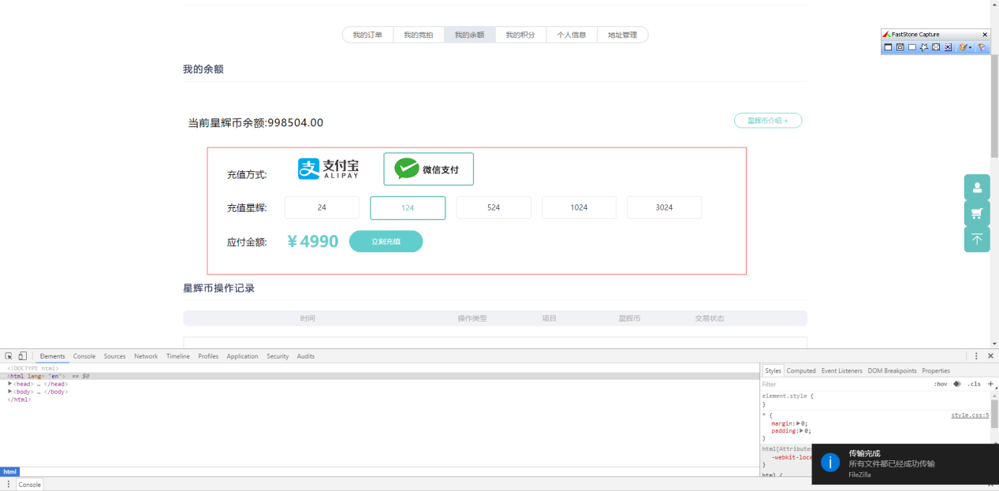 我的订单 我的竞拍 我的余额 我的积分 个人信息 地址管理
FastStone Capture
我的余额
当前星辉币余额:998504.00
星辉币介绍 +
充值方式:
支付宝
ALIPAY
微信支付
充值星辉:
24 124 524 1024 3024
应付金额:
¥4990
立刻充值
星辉币操作记录
时间 操作类型 项目 星辉币 交易状态
Elements Console Sources Network Timeline Profiles Application Security Audits
<!DOCTYPE html>
<html lang="en"> == $0
<head> … </head>
<body> … </body>
</html>
html
Console
Styles Computed Event Listeners DOM Breakpoints Properties
Filter
:hov .cls +
element.style {
}
* {
style.css:5
margin: 0;
padding: 0;
}
html[Attributes
-webkit-loca
}
html {
传输完成
所有文件都已经成功传输
FileZilla